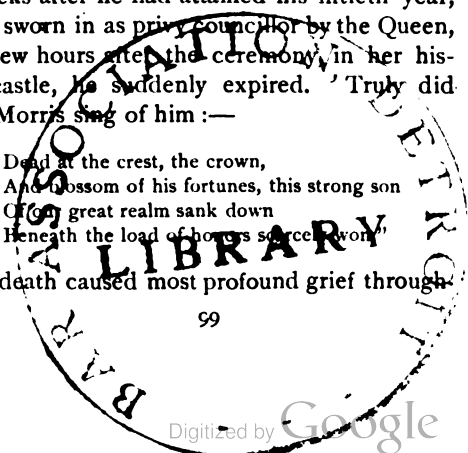 eeks after he had attained his fiftieth year,
sworn in as privy councillor by the Queen,
ew hours after the ceremony, in her his-
castle, he suddenly expired. Truly did
Morris sing of him :—
Dead at the crest, the crown,
And blossom of his fortunes, this strong son
Of our great realm sank down
Beneath the load of honors scarcely won"
death caused most profound grief through-
99
BAR ASSOCIATION DETROIT
LIBRARY
Digitized by Google